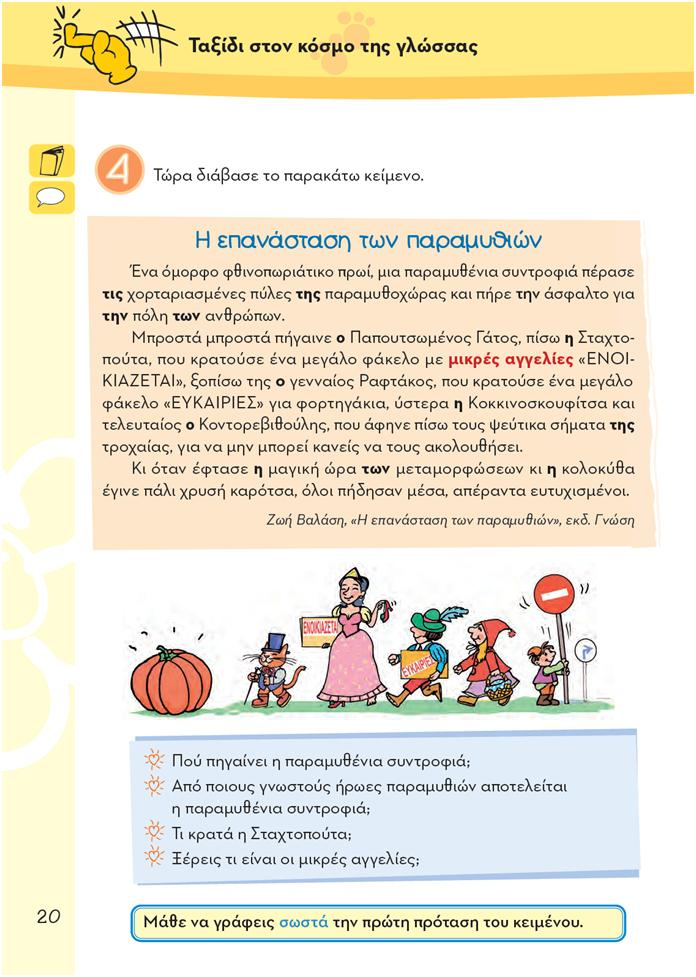 Ταξίδι στον κόσμο της γλώσσας
4 Τώρα διάβασε το παρακάτω κείμενο.
Η επανάσταση των παραμυθιών
Ένα όμορφο φθινοπωριάτικο πρωί, μια παραμυθένια συντροφιά πέρασε
τις χορταριασμένες πύλες της παραμυθοχώρας και πήρε την άσφαλτο για
την πόλη των ανθρώπων.
Μπροστά μπροστά πήγαινε ο Παπουτσωμένος Γάτος, πίσω η Σταχτο-
πούτα, που κρατούσε ένα μεγάλο φάκελο με μικρές αγγελίες «ΕΝΟΙ-
ΚΙΑΖΕΤΑΙ», ξοπίσω της ο γενναίος Ραφτάκος, που κρατούσε ένα μεγάλο
φάκελο «ΕΥΚΑΙΡΙΕΣ» για φορτηγάκια, ύστερα η Κοκκινοσκουφίτσα και
τελευταίος ο Κοντορεβιθούλης, που άφηνε πίσω τους ψεύτικα σήματα της
τροχαίας, για να μην μπορεί κανείς να τους ακολουθήσει.
Κι όταν έφτασε η μαγική ώρα των μεταμορφώσεων κι η κολοκύθα
έγινε πάλι χρυσή καρότσα, όλοι πήδησαν μέσα, απέραντα ευτυχισμένοι.
Ζωή Βαλάση, «Η επανάσταση των παραμυθιών», εκδ. Γνώση
ΕΝΟΙΚΙΑΖΕΤΑΙ
ΕΥΚΑΙΡΙΕΣ
Πού πηγαίνει η παραμυθένια συντροφιά;
Από ποιους γνωστούς ήρωες παραμυθιών αποτελείται
η παραμυθένια συντροφιά;
Τι κρατά η Σταχτοπούτα;
Ξέρεις τι είναι οι μικρές αγγελίες;
20
Μάθε να γράφεις σωστά την πρώτη πρόταση του κειμένου.